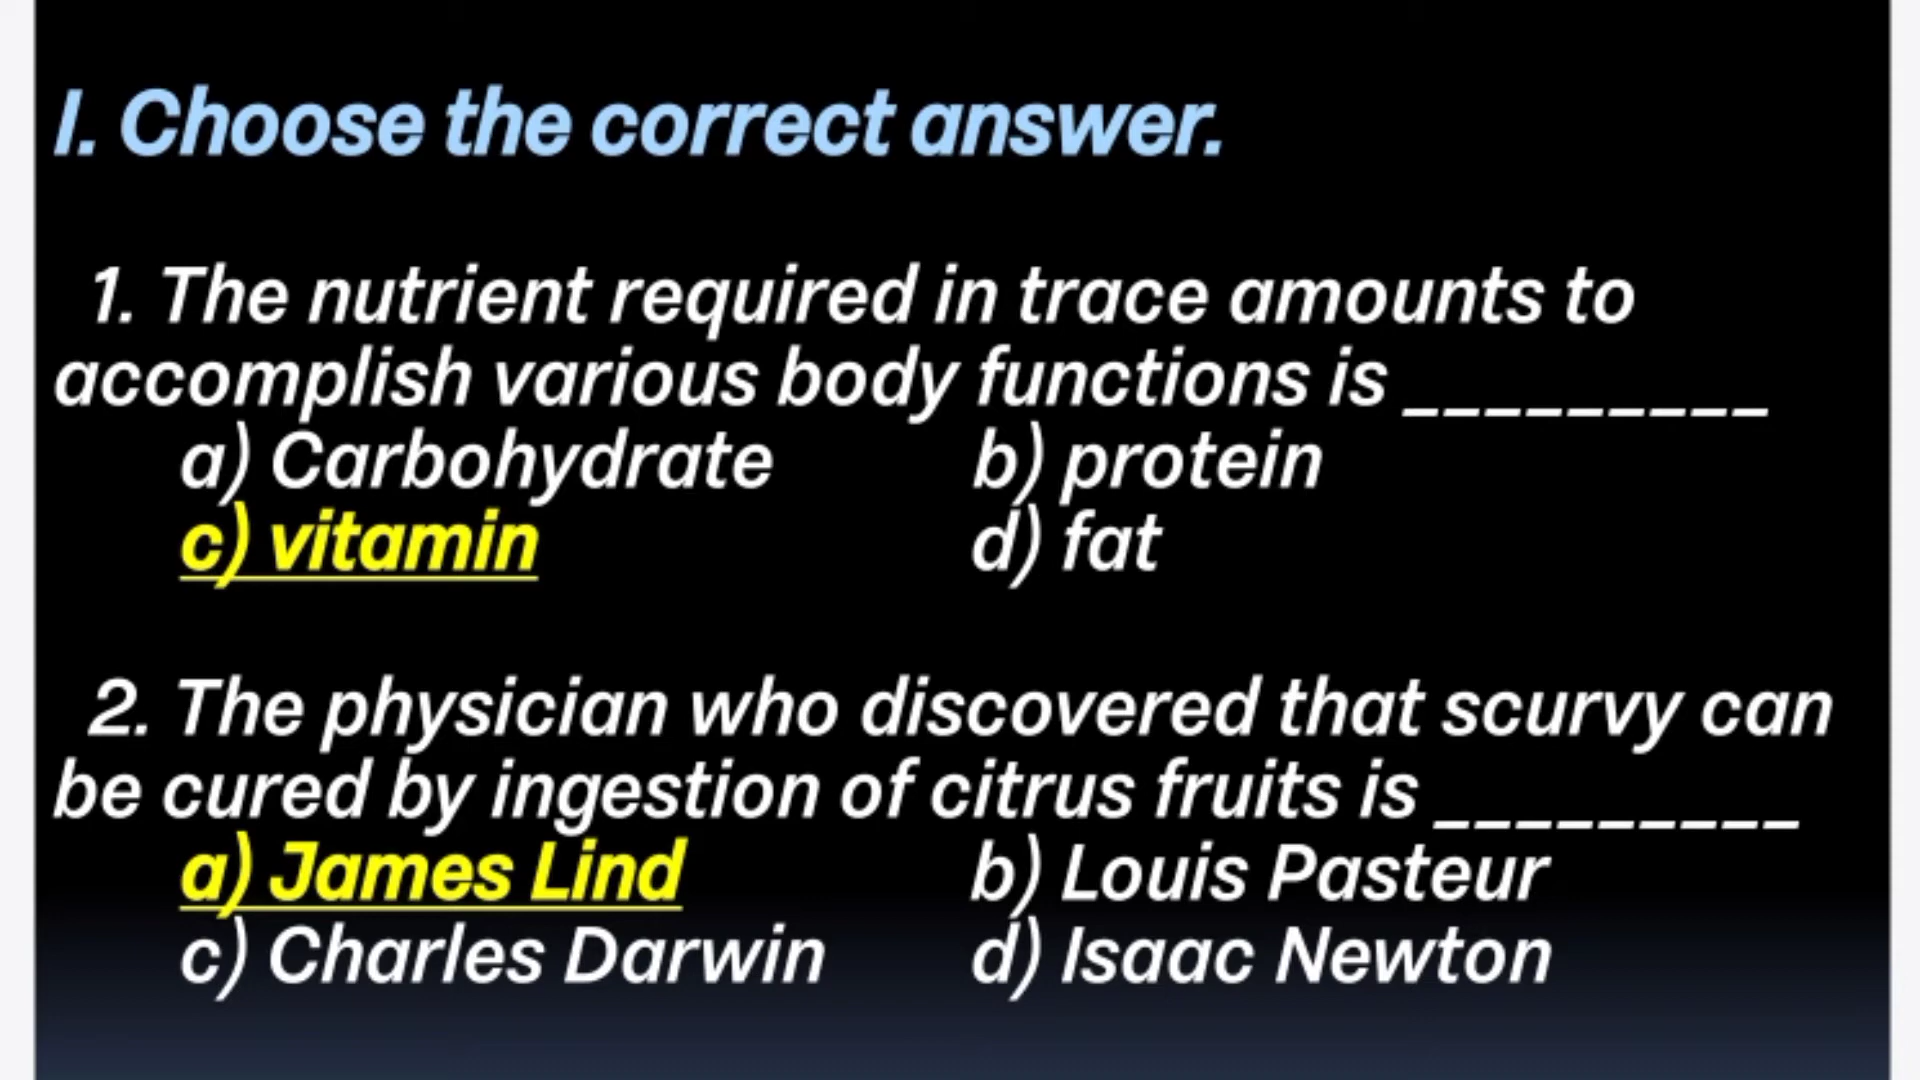 I. Choose the correct answer.
1. The nutrient required in trace amounts to
accomplish various body functions is _________
a) Carbohydrate b) protein
c) vitamin d) fat
2. The physician who discovered that scurvy can
be cured by ingestion of citrus fruits is _________
a) James Lind b) Louis Pasteur
c) Charles Darwin d) Isaac Newton